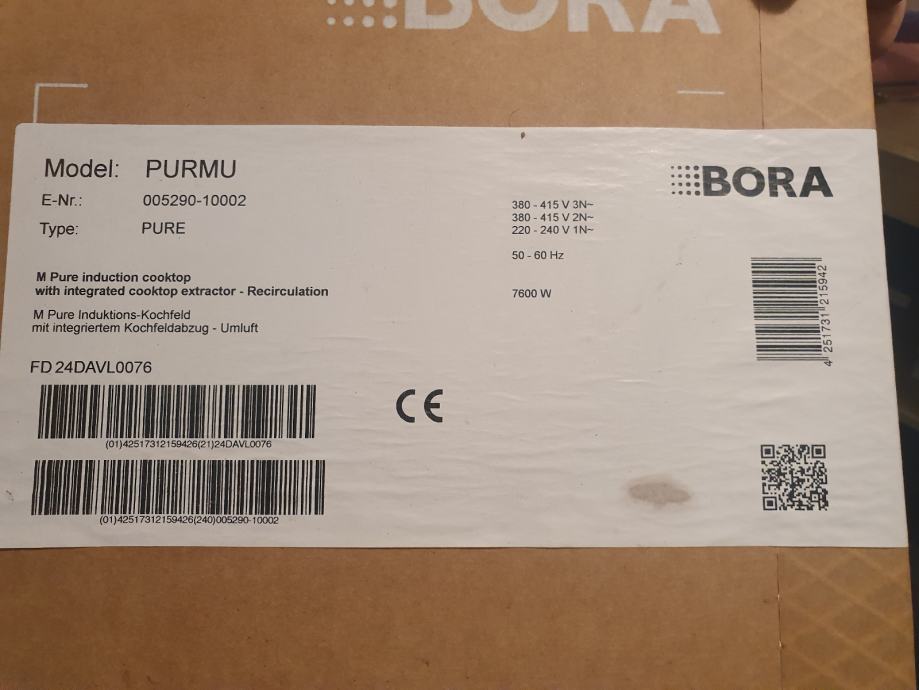 BORA
Model: PURMU
E-Nr.: 005290-10002
Type: PURE
BORA
380 - 415 V 3N~
380 - 415 V 2N~
220 - 240 V 1N~
50 - 60 Hz
7600 W
M Pure induction cooktop
with integrated cooktop extractor - Recirculation
M Pure Induktions-Kochfeld
mit integriertem Kochfeldabzug - Umluft
FD 24DAVL0076
(01)42517312159426(21)24DAVL0076
(01)42517312159426(240)005290-10002
CE
4 251731 215942